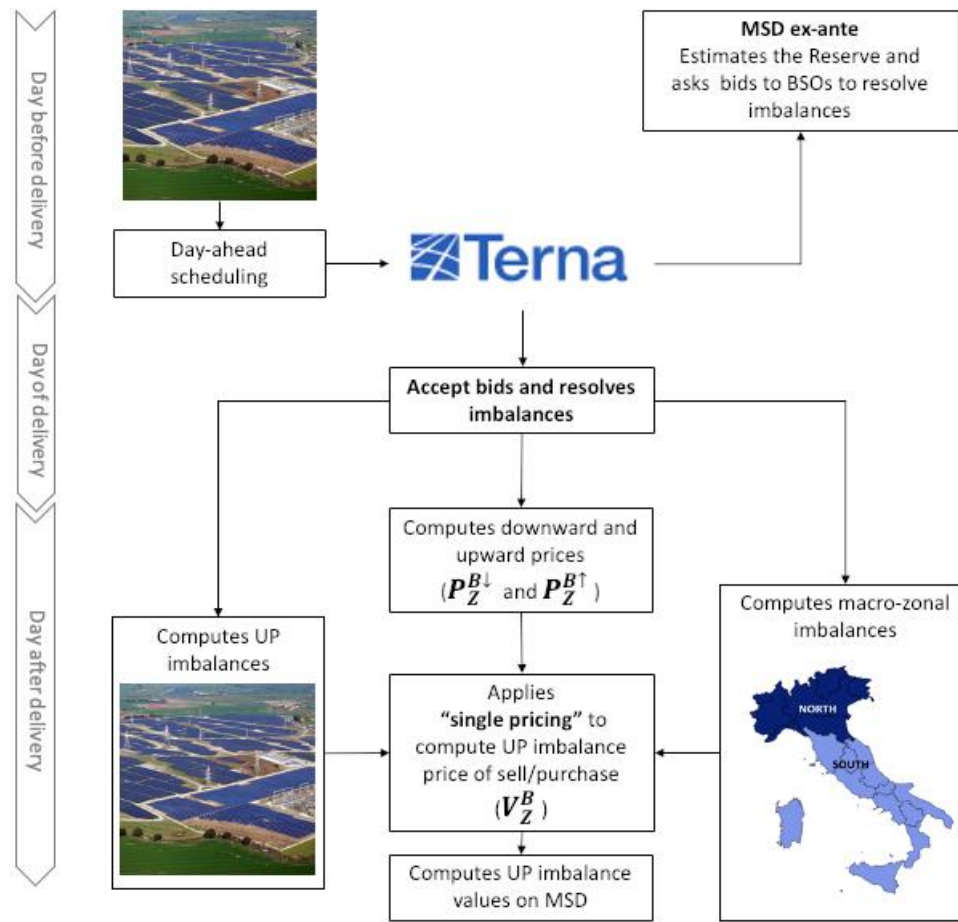 Day before delivery
MSD ex-ante
Estimates the Reserve and
asks bids to BSOs to resolve
imbalances
Day-ahead
scheduling
Terna
Day of delivery
Accept bids and resolves
imbalances
Day after delivery
Computes downward and
upward prices
(P_Z^{B↓} and P_Z^{B↑} )
Computes UP
imbalances
Applies
“single pricing” to
compute UP imbalance
price of sell/purchase
(V_Z^B )
Computes macro-zonal
imbalances
NORTH
SOUTH
Computes UP imbalance
values on MSD